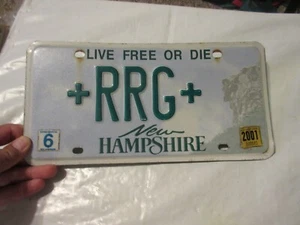 LIVE FREE OR DIE
+RRG+
6
2001
New
HAMPSHIRE